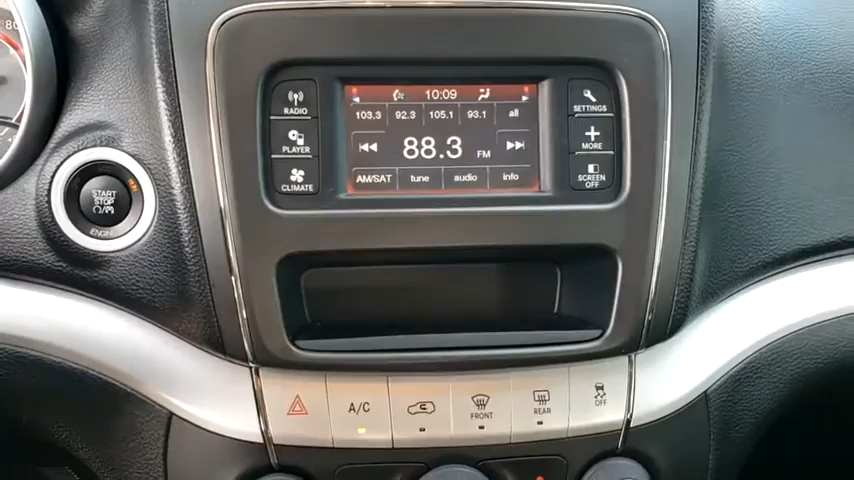 80
RADIO
PLAYER
CLIMATE
10:09
103.3 92.3 105.1 93.1 all
88.3 FM
AM/SAT tune audio info
SETTINGS
MORE
SCREEN OFF
START
STOP
ENGINE
A/C
FRONT
REAR
OFF